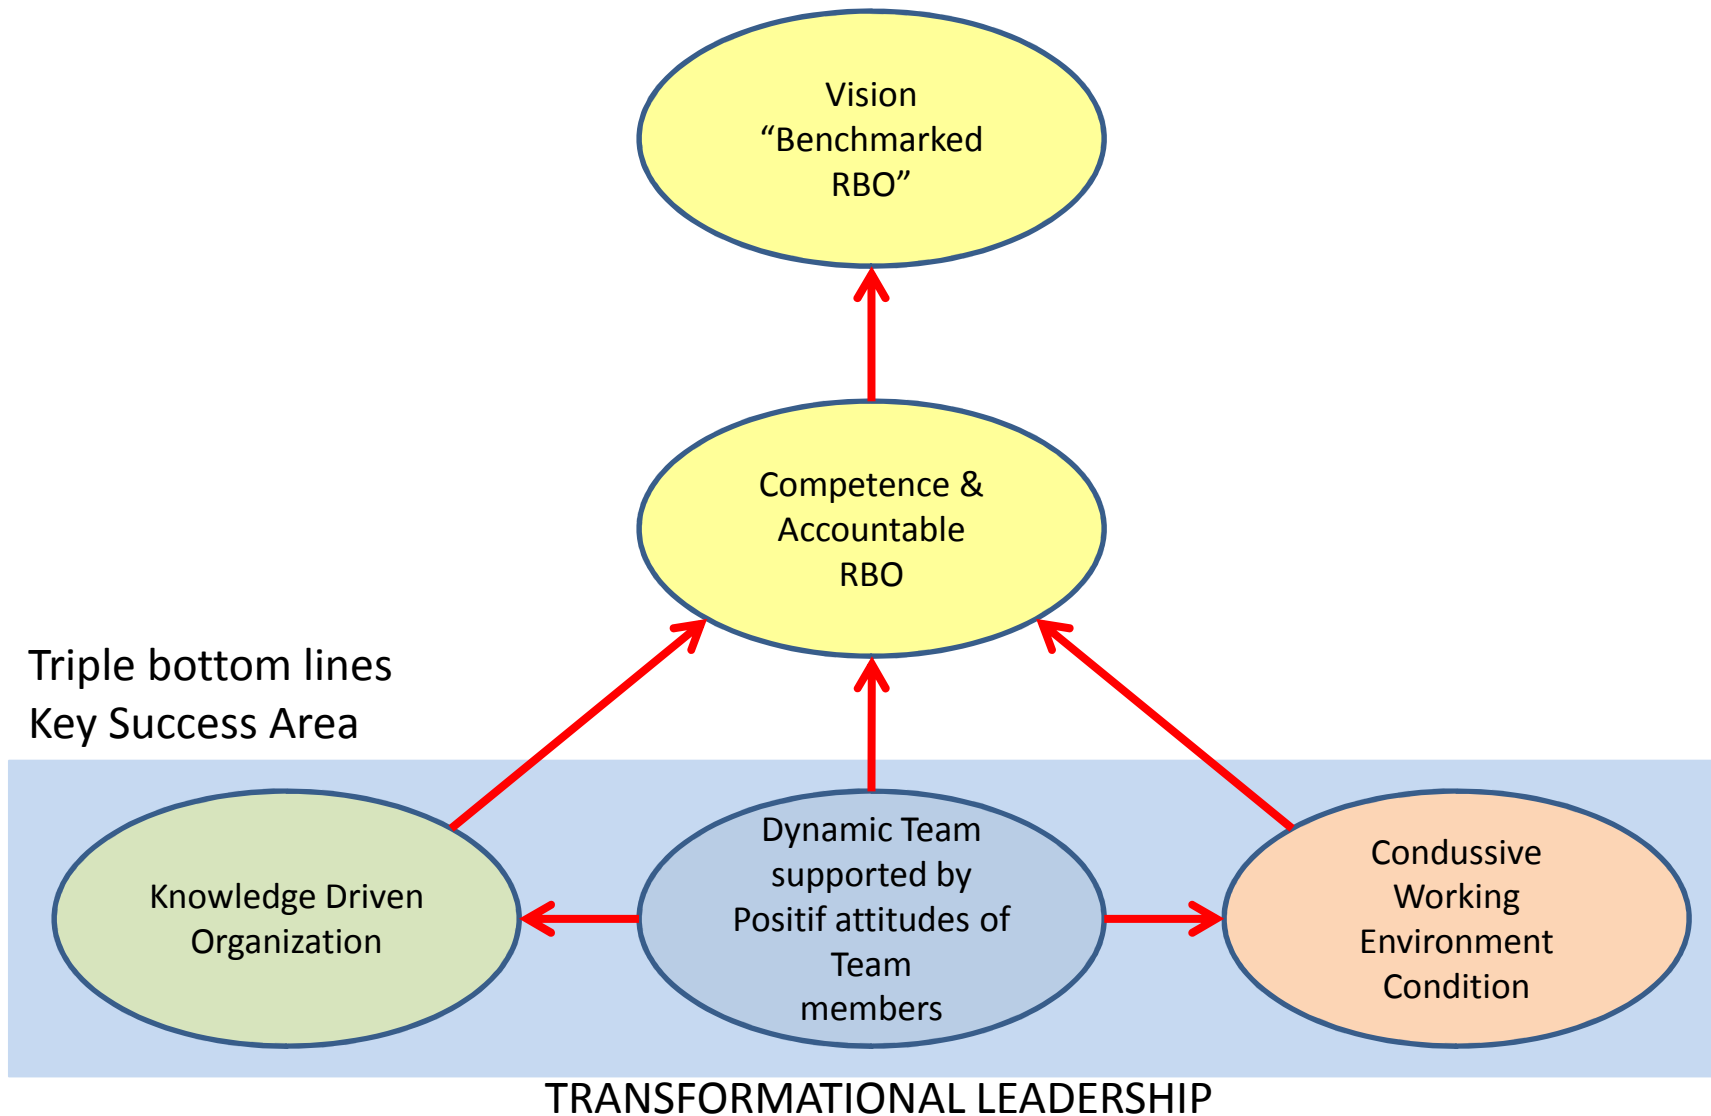 Vision
“Benchmarked
RBO”
Competence &
Accountable
RBO
Triple bottom lines
Key Success Area
Knowledge Driven
Organization
Dynamic Team
supported by
Positif attitudes of
Team
members
Condussive
Working
Environment
Condition
TRANSFORMATIONAL LEADERSHIP